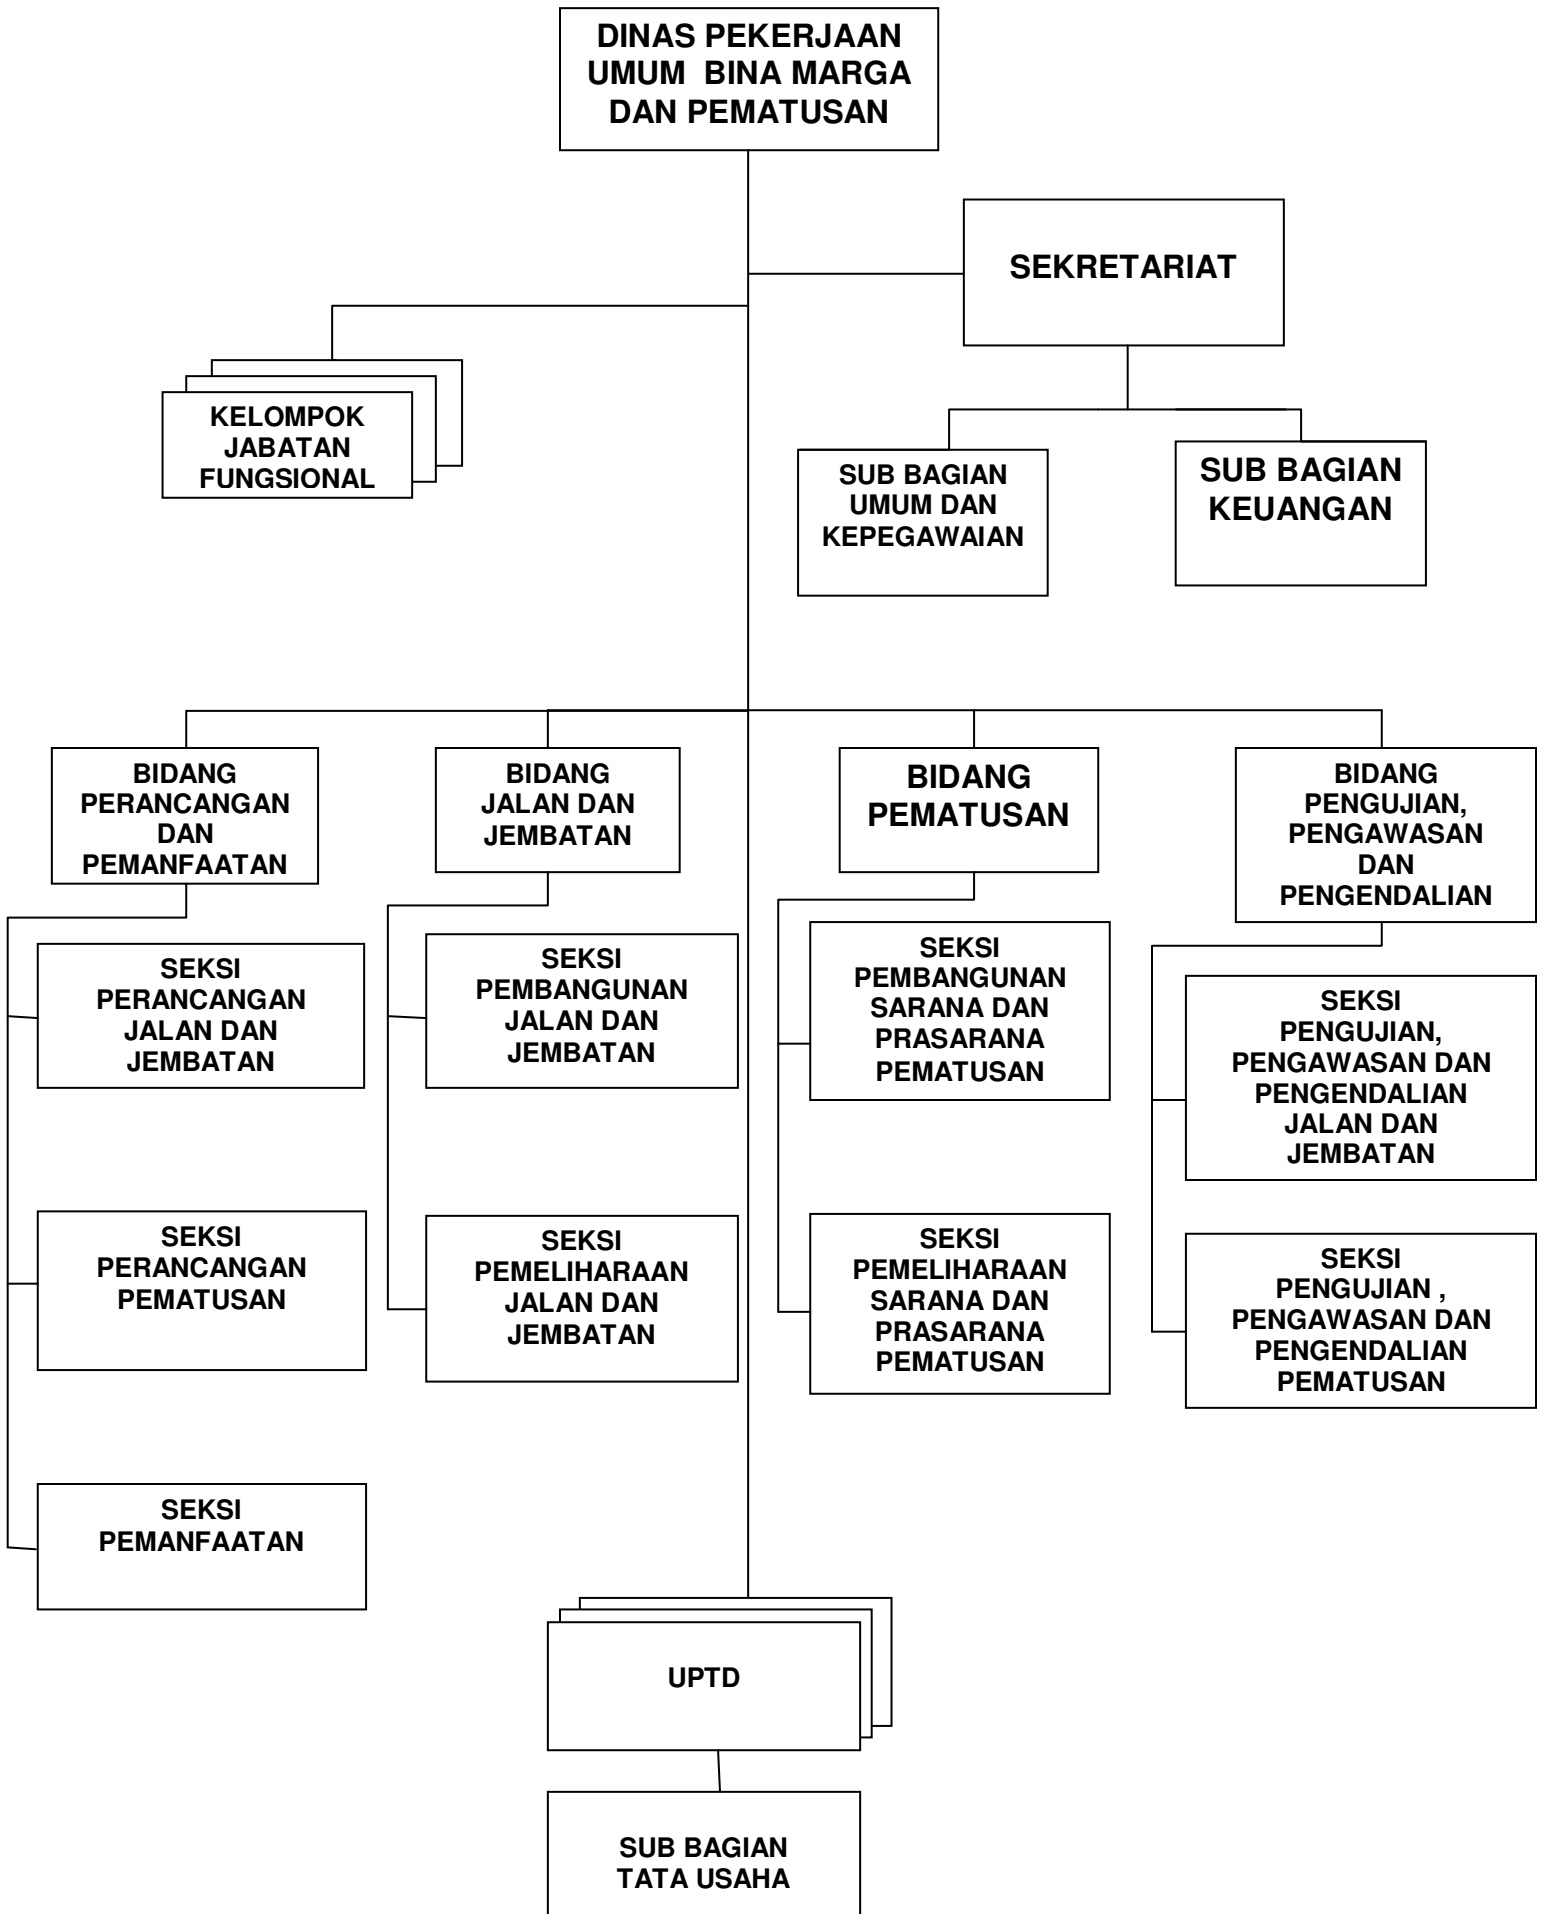 DINAS PEKERJAAN
UMUM BINA MARGA
DAN PEMATUSAN
SEKRETARIAT
KELOMPOK
JABATAN
FUNGSIONAL
SUB BAGIAN
UMUM DAN
KEPEGAWAIAN
SUB BAGIAN
KEUANGAN
BIDANG
PERANCANGAN
DAN
PEMANFAATAN
BIDANG
JALAN DAN
JEMBATAN
BIDANG
PEMATUSAN
BIDANG
PENGUJIAN,
PENGAWASAN
DAN
PENGENDALIAN
SEKSI
PERANCANGAN
JALAN DAN
JEMBATAN
SEKSI
PEMBANGUNAN
JALAN DAN
JEMBATAN
SEKSI
PEMBANGUNAN
SARANA DAN
PRASARANA
PEMATUSAN
SEKSI
PENGUJIAN,
PENGAWASAN DAN
PENGENDALIAN
JALAN DAN
JEMBATAN
SEKSI
PERANCANGAN
PEMATUSAN
SEKSI
PEMELIHARAAN
JALAN DAN
JEMBATAN
SEKSI
PEMELIHARAAN
SARANA DAN
PRASARANA
PEMATUSAN
SEKSI
PENGUJIAN ,
PENGAWASAN DAN
PENGENDALIAN
PEMATUSAN
SEKSI
PEMANFAATAN
UPTD
SUB BAGIAN
TATA USAHA